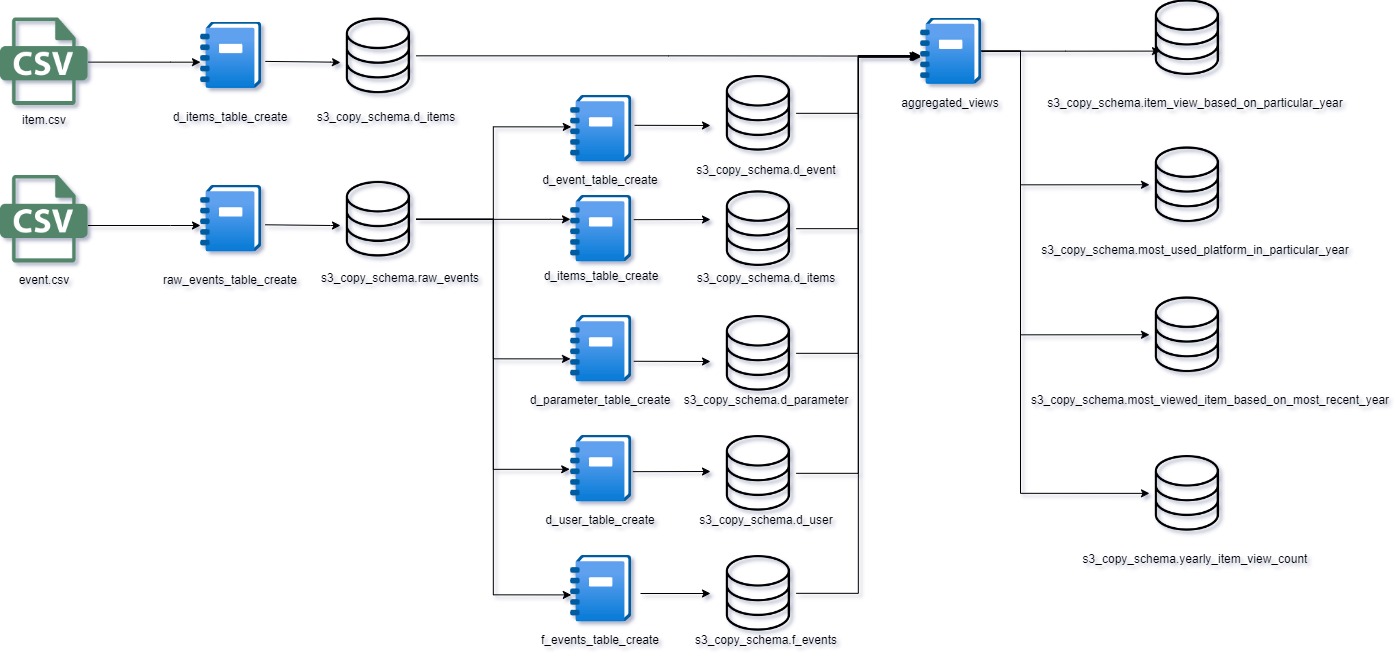 CSV
item.csv
d_items_table_create
s3_copy_schema.d_items
CSV
event.csv
raw_events_table_create
s3_copy_schema.raw_events
d_event_table_create
s3_copy_schema.d_event
d_items_table_create
s3_copy_schema.d_items
d_parameter_table_create
s3_copy_schema.d_parameter
d_user_table_create
s3_copy_schema.d_user
f_events_table_create
s3_copy_schema.f_events
aggregated_views
s3_copy_schema.item_view_based_on_particular_year
s3_copy_schema.most_used_platform_in_particular_year
s3_copy_schema.most_viewed_item_based_on_most_recent_year
s3_copy_schema.yearly_item_view_count